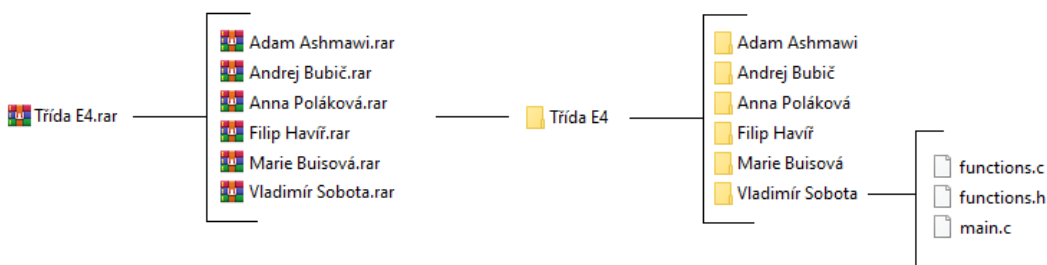 Třída E4.rar
Adam Ashmawi.rar
Andrej Bubič.rar
Anna Poláková.rar
Filip Havíř.rar
Marie Buisová.rar
Vladimír Sobota.rar
Třída E4
Adam Ashmawi
Andrej Bubič
Anna Poláková
Filip Havíř
Marie Buisová
Vladimír Sobota
functions.c
functions.h
main.c